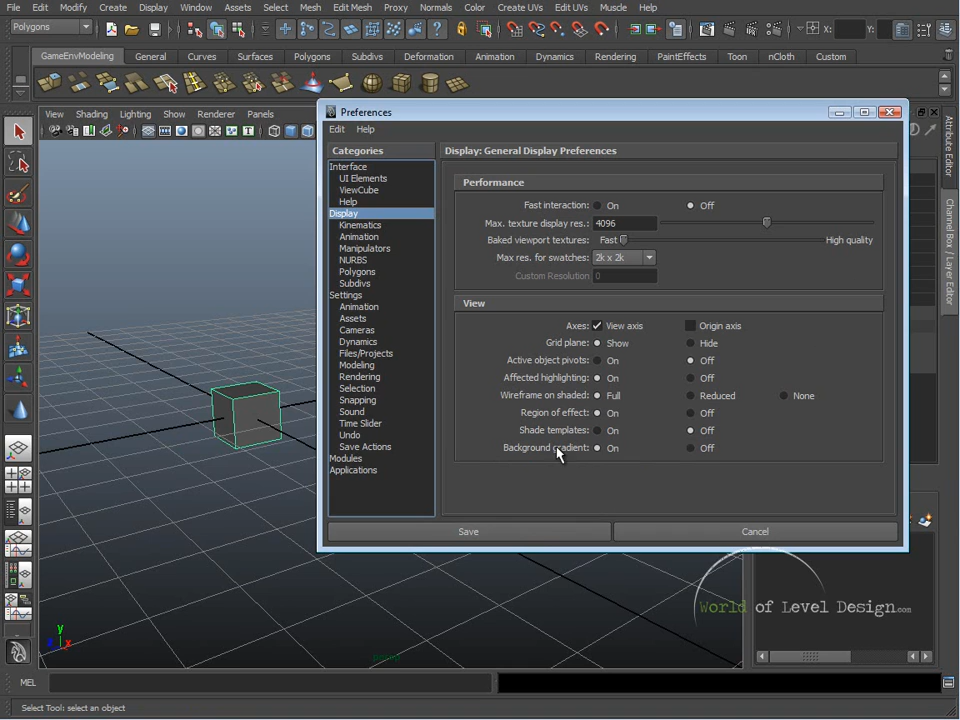 File Edit Modify Create Display Window Assets Select Mesh Edit Mesh Proxy Normals Color Create UVs Edit UVs Muscle Help
Polygons X: Y:
GameEnvModeling General Curves Surfaces Polygons Subdivs Deformation Animation Dynamics Rendering PaintEffects Toon nCloth Custom
View Shading Lighting Show Renderer Panels
Preferences
Edit Help
Categories
Interface
UI Elements
ViewCube
Help
Display
Kinematics
Animation
Manipulators
NURBS
Polygons
Subdivs
Settings
Animation
Assets
Cameras
Dynamics
Files/Projects
Modeling
Rendering
Selection
Snapping
Sound
Time Slider
Undo
Save Actions
Modules
Applications
Display: General Display Preferences
Performance
Fast interaction: On Off
Max. texture display res.: 4096
Baked viewport textures: Fast High quality
Max res. for swatches: 2k x 2k
Custom Resolution 0
View
Axes: View axis Origin axis
Grid plane: Show Hide
Active object pivots: On Off
Affected highlighting: On Off
Wireframe on shaded: Full Reduced None
Region of effect: On Off
Shade templates: On Off
Background gradient: On Off
Save Cancel
Attribute Editor
Channel Box / Layer Editor
World of Level Design.com
y
z x
persp
MEL
Select Tool: select an object